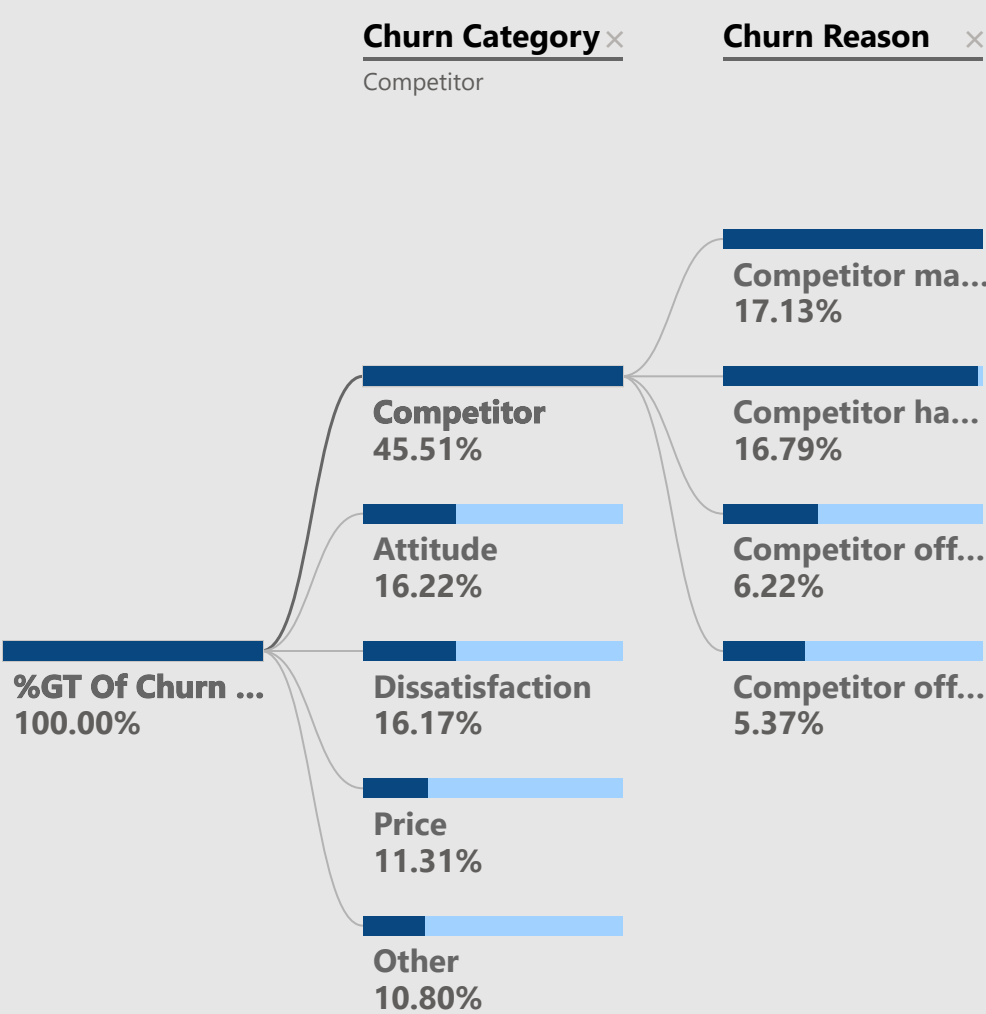 Churn Category
Churn Reason
Competitor
%GT Of Churn ...
100.00%
Competitor
45.51%
Attitude
16.22%
Dissatisfaction
16.17%
Price
11.31%
Other
10.80%
Competitor ma...
17.13%
Competitor ha...
16.79%
Competitor off...
6.22%
Competitor off...
5.37%